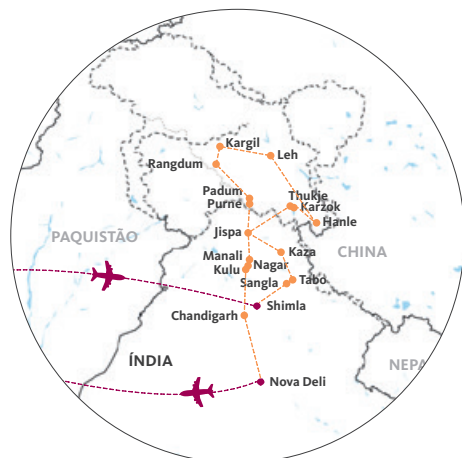 Kargil
Leh
Rangdum
Padum
Purne
Thukje
Karzok
Hanle
PAQUISTÃO
Jispa
CHINA
Manali
Kaza
Kulu
Nagar
Sangla
Tabo
Shimla
Chandigarh
ÍNDIA
NEPA
Nova Deli